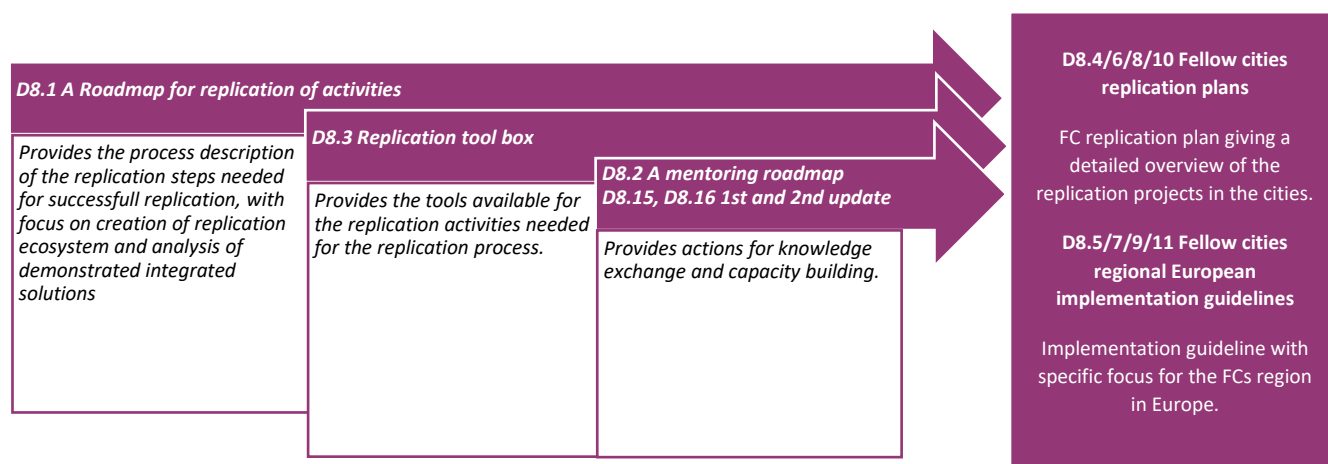 D8.1 A Roadmap for replication of activities
Provides the process description
of the replication steps needed
for successfull replication, with
focus on creation of replication
ecosystem and analysis of
demonstrated integrated
solutions
D8.3 Replication tool box
Provides the tools available for
the replication activities needed
for the replication process.
D8.2 A mentoring roadmap
D8.15, D8.16 1st and 2nd update
Provides actions for knowledge
exchange and capacity building.
D8.4/6/8/10 Fellow cities
replication plans
FC replication plan giving a
detailed overview of the
replication projects in the cities.
D8.5/7/9/11 Fellow cities
regional European
implementation guidelines
Implementation guideline with
specific focus for the FCs region
in Europe.